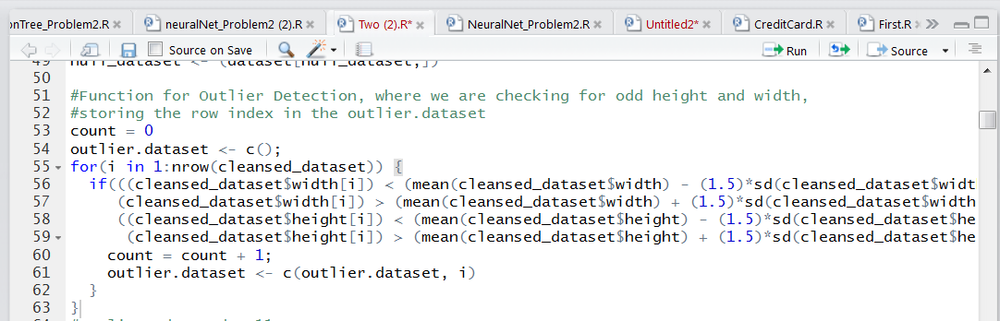 onTree_Problem2.R neuralNet_Problem2 (2).R Two (2).R* NeuralNet_Problem2.R Untitled2* CreditCard.R First.R
Source on Save Run Source
49 null_dataset <- (dataset[null_dataset,])
50
51 #Function for Outlier Detection, where we are checking for odd height and width,
52 #storing the row index in the outlier.dataset
53 count = 0
54 outlier.dataset <- c();
55 for(i in 1:nrow(cleansed_dataset)) {
56 if(((cleansed_dataset$width[i]) < (mean(cleansed_dataset$width) - (1.5)*sd(cleansed_dataset$widt
57 (cleansed_dataset$width[i]) > (mean(cleansed_dataset$width) + (1.5)*sd(cleansed_dataset$width
58 ((cleansed_dataset$height[i]) < (mean(cleansed_dataset$height) - (1.5)*sd(cleansed_dataset$he
59 (cleansed_dataset$height[i]) > (mean(cleansed_dataset$height) + (1.5)*sd(cleansed_dataset$he
60 count = count + 1;
61 outlier.dataset <- c(outlier.dataset, i)
62 }
63 }